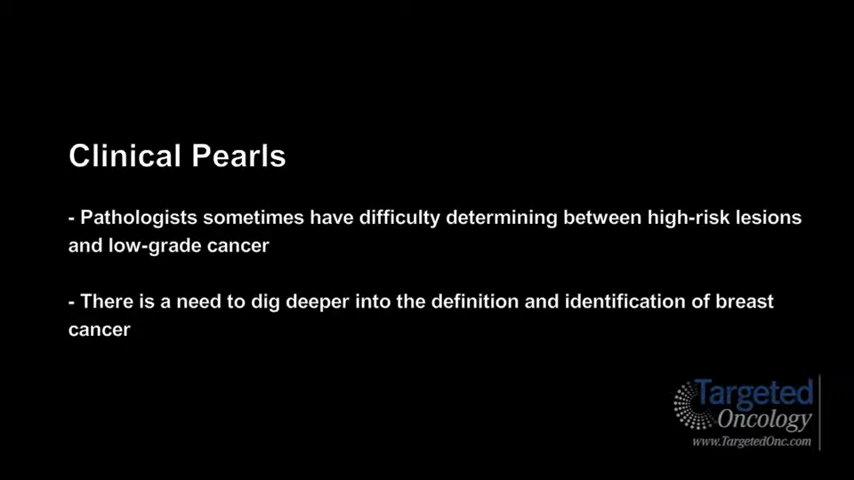 Clinical Pearls
- Pathologists sometimes have difficulty determining between high-risk lesions
and low-grade cancer
- There is a need to dig deeper into the definition and identification of breast
cancer
Targeted
Oncology
www.TargetedOnc.com